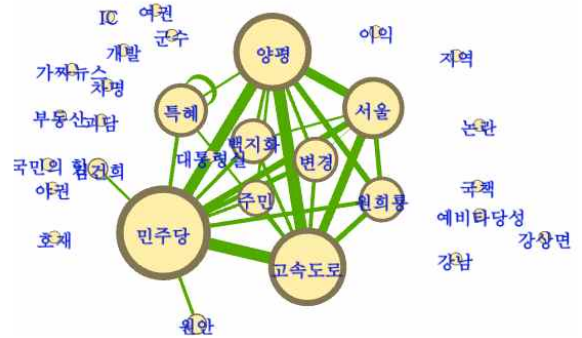 IC
여권
군수
개발
이익
양평
지역
가짜뉴스
차명
특혜
서울
부동산
괴담
백지화
논란
대통령실
변경
국민의 힘
김건희
야권
주민
원희룡
국책
예비타당성
호재
민주당
고속도로
강남
강상면
원안